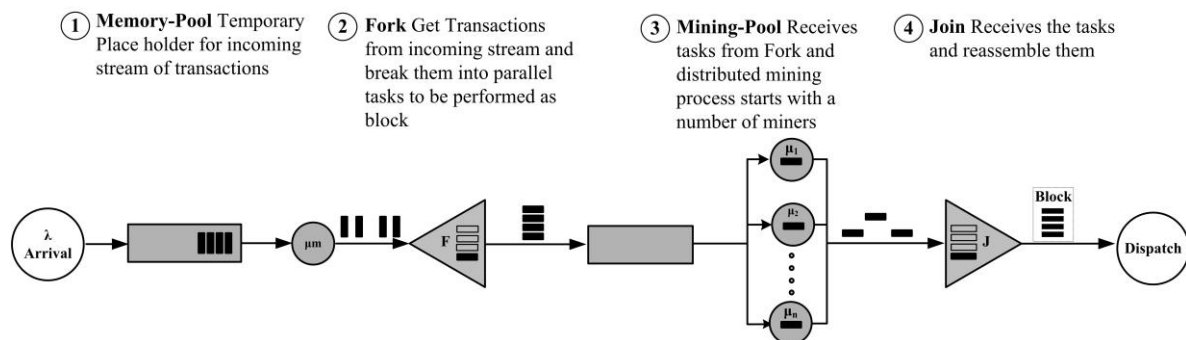 1 Memory-Pool Temporary
Place holder for incoming
stream of transactions
2 Fork Get Transactions
from incoming stream and
break them into parallel
tasks to be performed as
block
3 Mining-Pool Receives
tasks from Fork and
distributed mining
process starts with a
number of miners
4 Join Receives the tasks
and reassemble them
λ
Arrival
μm
F
μ1
μ2
μn
J
Block
Dispatch